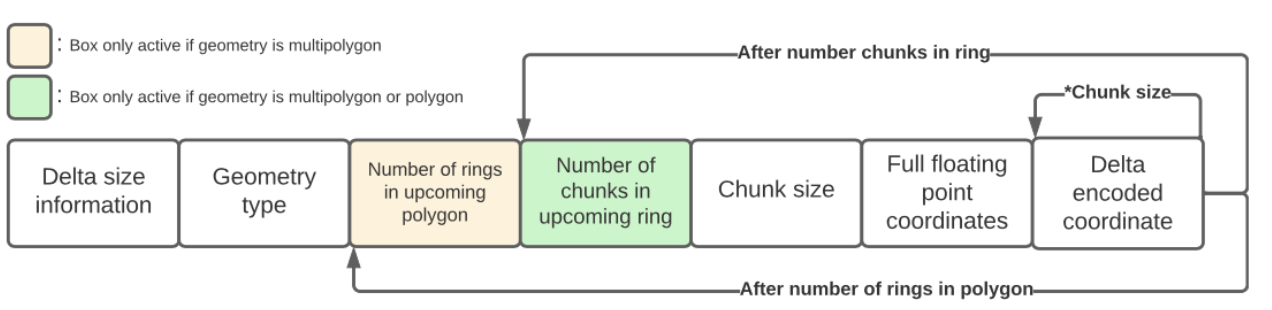 : Box only active if geometry is multipolygon
: Box only active if geometry is multipolygon or polygon
After number chunks in ring
*Chunk size
Delta size
information
Geometry
type
Number of rings
in upcoming
polygon
Number of
chunks in
upcoming ring
Chunk size
Full floating
point
coordinates
Delta
encoded
coordinate
After number of rings in polygon